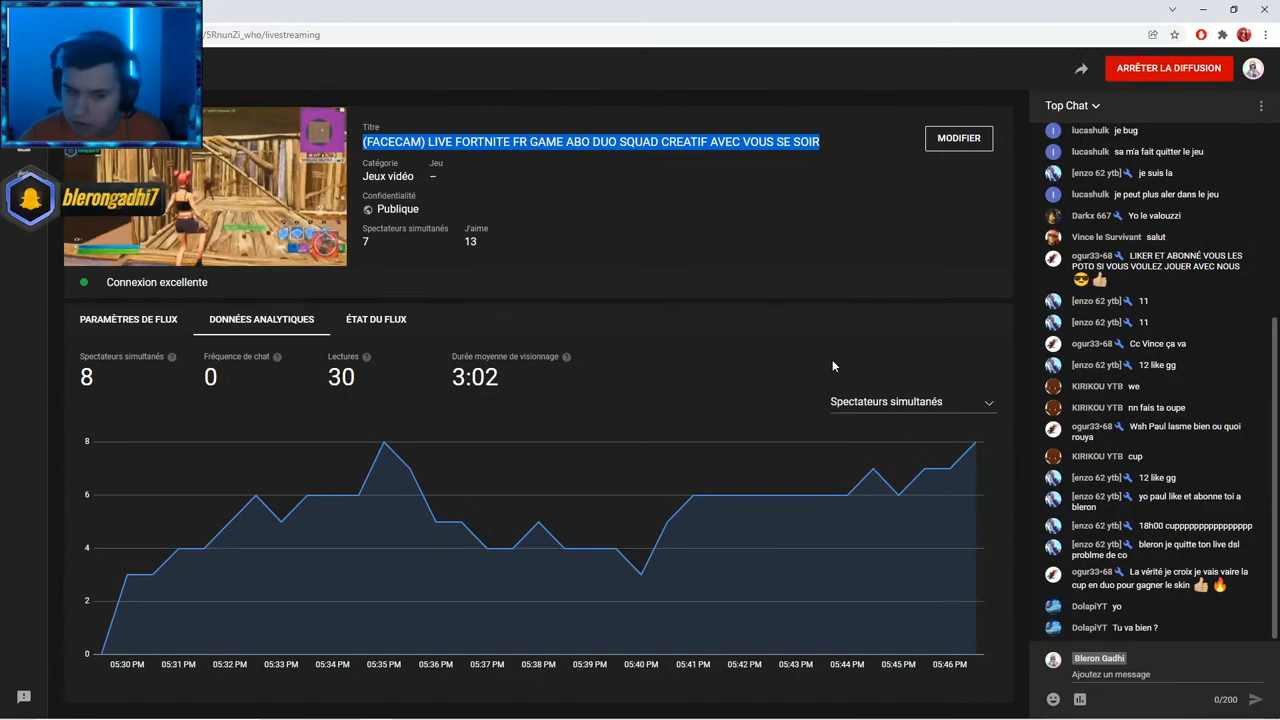 /5RnunZi_who/livestreaming
ARRÊTER LA DIFFUSION
blerongadhi7
Titre
(FACECAM) LIVE FORTNITE FR GAME ABO DUO SQUAD CREATIF AVEC VOUS SE SOIR
MODIFIER
Catégorie
Jeu
Jeux vidéo
–
Confidentialité
Publique
Spectateurs simultanés
J'aime
7
13
Connexion excellente
PARAMÈTRES DE FLUX
DONNÉES ANALYTIQUES
ÉTAT DU FLUX
Spectateurs simultanés
Fréquence de chat
Lectures
Durée moyenne de visionnage
8
0
30
3:02
Spectateurs simultanés
8
6
4
2
0
05:30 PM
05:31 PM
05:32 PM
05:33 PM
05:34 PM
05:35 PM
05:36 PM
05:37 PM
05:38 PM
05:40 PM
05:41 PM
05:42 PM
05:43 PM
05:44 PM
05:45 PM
05:46 PM
Top Chat
lucashulk je bug
lucashulk sa m'a fait quitter le jeu
[enzo 62 ytb] je suis la
lucashulk je peut plus aler dans le jeu
Darkx 667 Yo le valouzzi
Vince le Survivant salut
ogur33•68 LIKER ET ABONNÉ VOUS LES
POTO SI VOUS VOULEZ JOUER AVEC NOUS
😎👍🏼
[enzo 62 ytb] 11
[enzo 62 ytb] 11
ogur33•68 Cc Vince ça va
[enzo 62 ytb] 12 like gg
KIRIKOU YTB we
KIRIKOU YTB nn fais ta oupe
ogur33•68 Wsh Paul lasme bien ou quoi
rouya
KIRIKOU YTB cup
[enzo 62 ytb] 12 like gg
[enzo 62 ytb] yo paul like et abonne toi a
bleron
[enzo 62 ytb] 18h00 cupppppppppppppppp
[enzo 62 ytb] bleron je quitte ton live dsl
problme de co
ogur33•68 La vérité je croix je vais vaire la
cup en duo pour gagner le skin 👍🏼🔥
DolapiYT yo
DolapiYT Tu va bien ?
Bleron Gadhi
Ajoutez un message
0/200